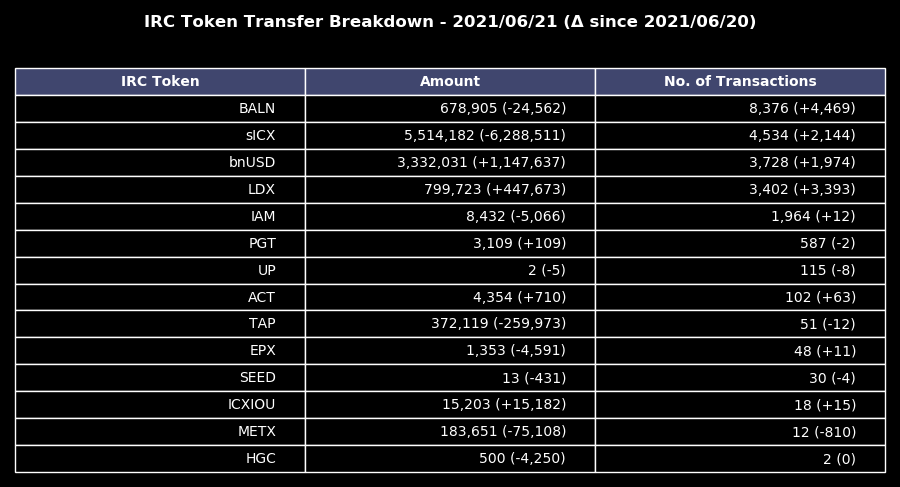 IRC Token Transfer Breakdown - 2021/06/21 (Δ since 2021/06/20)
IRC Token Amount No. of Transactions
BALN 678,905 (-24,562) 8,376 (+4,469)
sICX 5,514,182 (-6,288,511) 4,534 (+2,144)
bnUSD 3,332,031 (+1,147,637) 3,728 (+1,974)
LDX 799,723 (+447,673) 3,402 (+3,393)
IAM 8,432 (-5,066) 1,964 (+12)
PGT 3,109 (+109) 587 (-2)
UP 2 (-5) 115 (-8)
ACT 4,354 (+710) 102 (+63)
TAP 372,119 (-259,973) 51 (-12)
EPX 1,353 (-4,591) 48 (+11)
SEED 13 (-431) 30 (-4)
ICXIOU 15,203 (+15,182) 18 (+15)
METX 183,651 (-75,108) 12 (-810)
HGC 500 (-4,250) 2 (0)